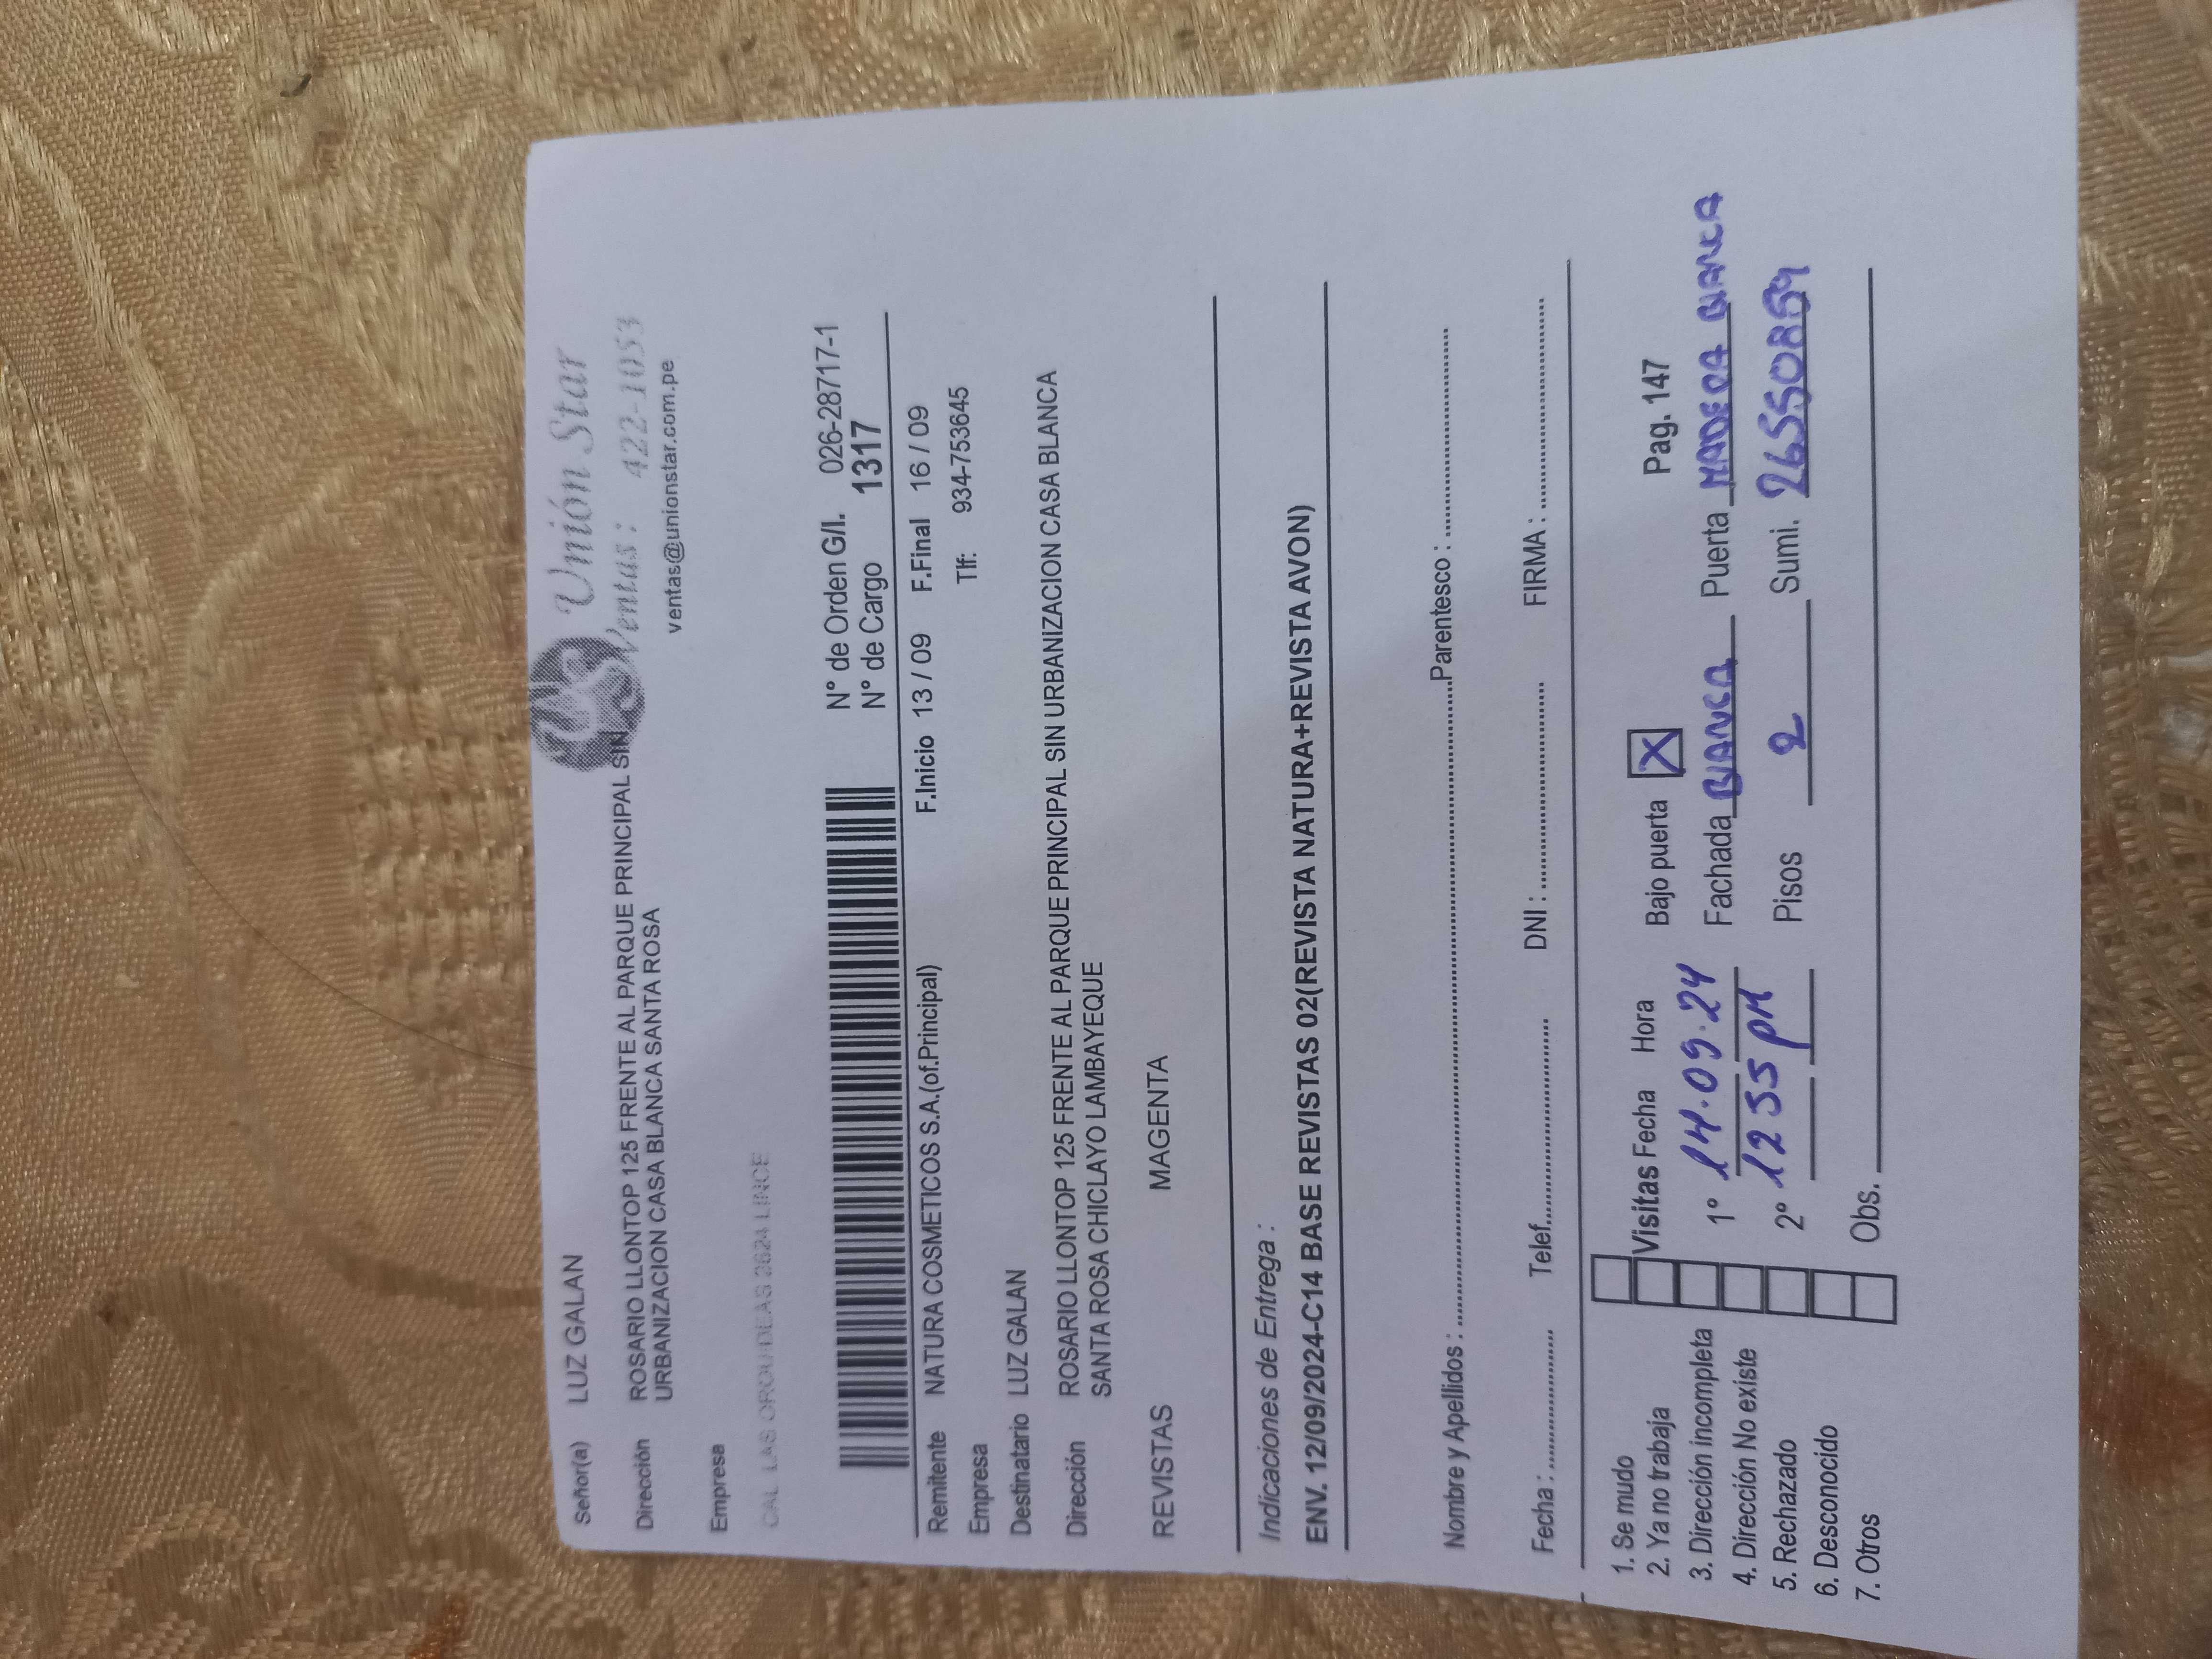 Unión Star
Ventas: 422-1053
ventas@unionstar.com.pe
Señor(a) LUZ GALAN
Dirección ROSARIO LLONTOP 125 FRENTE AL PARQUE PRINCIPAL SIN
URBANIZACION CASA BLANCA SANTA ROSA
Empresa
CAL LAS ORQUIDEAS 2624 LINCE
N° de Orden G/I. 026-28717-1
N° de Cargo 1317
F.Inicio 13 / 09 F.Final 16 / 09
Remitente NATURA COSMETICOS S.A.(of.Principal)
Empresa Tlf: 934-753645
Destinatario LUZ GALAN
Dirección ROSARIO LLONTOP 125 FRENTE AL PARQUE PRINCIPAL SIN URBANIZACION CASA BLANCA
SANTA ROSA CHICLAYO LAMBAYEQUE
REVISTAS MAGENTA
Indicaciones de Entrega :
ENV. 12/09/2024-C14 BASE REVISTAS 02(REVISTA NATURA+REVISTA AVON)
Nombre y Apellidos : Parentesco :
Fecha : Telef. DNI : FIRMA :
1. Se mudo
2. Ya no trabaja
3. Dirección incompleta
4. Dirección No existe
5. Rechazado
6. Desconocido
7. Otros
Visitas Fecha Hora Bajo puerta X Pag. 147
1° 14.09.24 Fachada BLANCA Puerta MADERA BLANCA
2° 1255 PM Pisos 2 Sumi. 26550859
Obs.